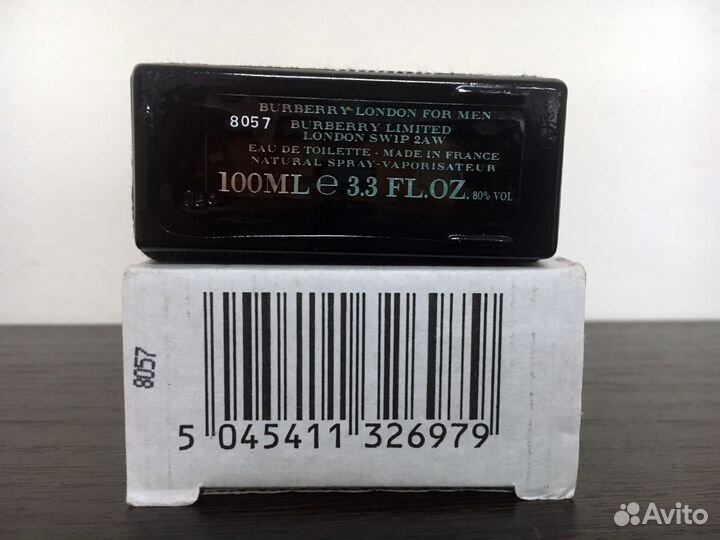 BURBERRY LONDON FOR MEN
8057 BURBERRY LIMITED
LONDON SW1P 2AW
EAU DE TOILETTE - MADE IN FRANCE
NATURAL SPRAY-VAPORISATEUR
100ML ℮ 3.3 FL.OZ. 80% VOL
8057
5 045411 326979
Avito